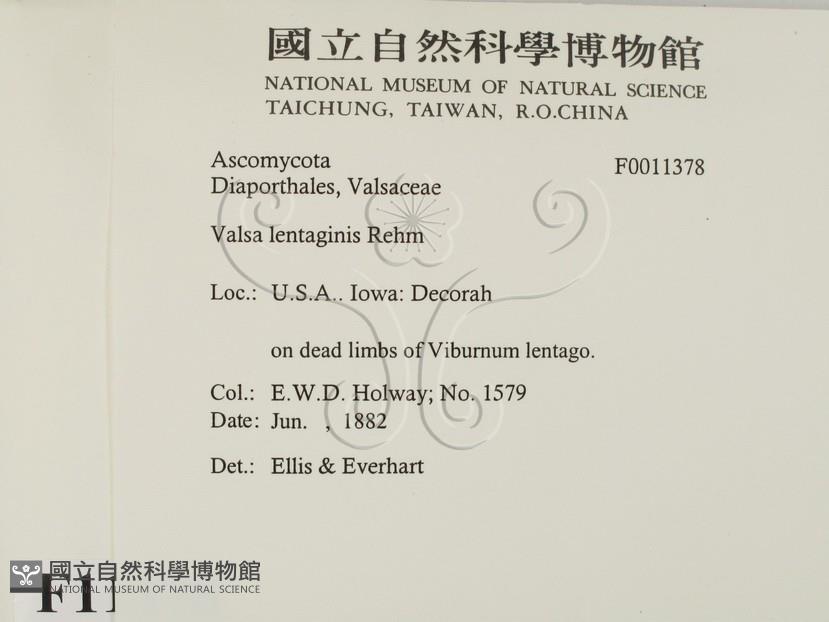 國立自然科學博物館
NATIONAL MUSEUM OF NATURAL SCIENCE
TAICHUNG, TAIWAN, R.O.CHINA
Ascomycota F0011378
Diaporthales, Valsaceae
Valsa lentaginis Rehm
Loc.: U.S.A.. Iowa: Decorah
on dead limbs of Viburnum lentago.
Col.: E.W.D. Holway; No. 1579
Date: Jun. , 1882
Det.: Ellis & Everhart
國立自然科學博物館
NATIONAL MUSEUM OF NATURAL SCIENCE